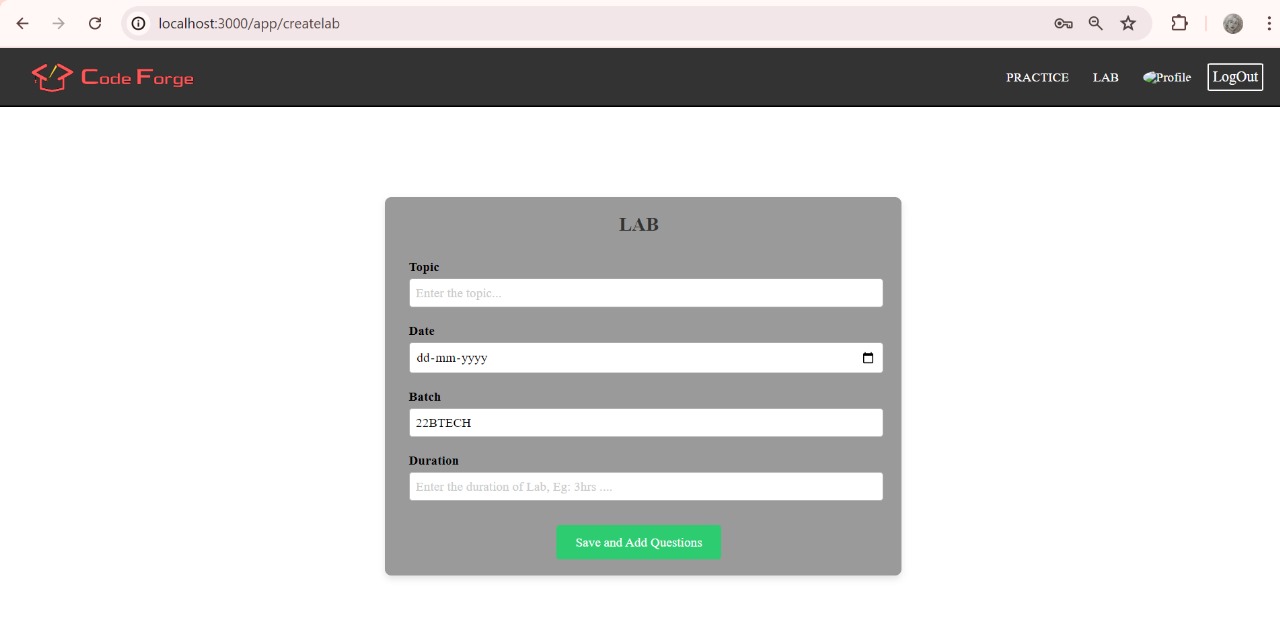 localhost:3000/app/createlab
Code Forge
PRACTICE LAB Profile LogOut
LAB
Topic
Enter the topic...
Date
dd-mm-yyyy
Batch
22BTECH
Duration
Enter the duration of Lab, Eg: 3hrs ....
Save and Add Questions